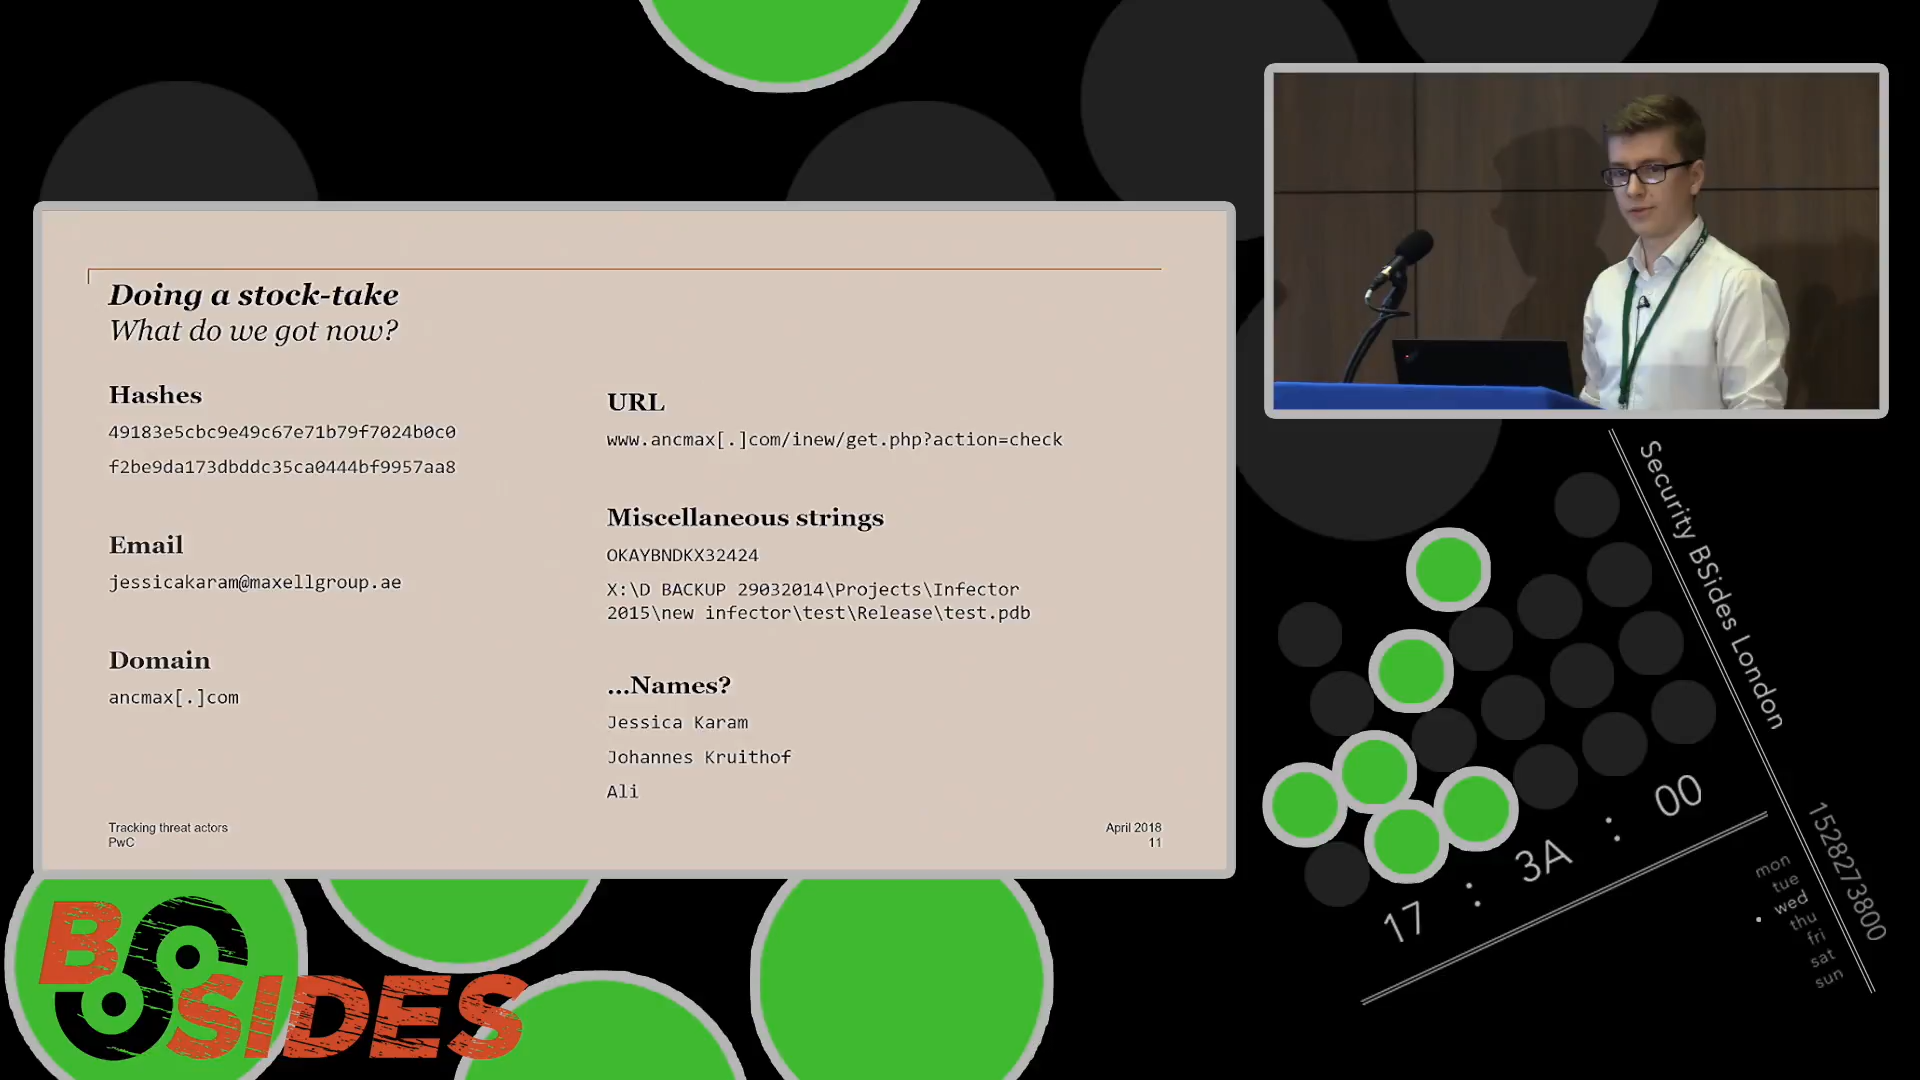 Doing a stock-take
What do we got now?
Hashes
49183e5cbc9e49c67e71b79f7024b0c0
f2be9da173dbddc35ca0444bf9957aa8
Email
jessicakaram@maxellgroup.ae
Domain
ancmax[.]com
URL
www.ancmax[.]com/inew/get.php?action=check
Miscellaneous strings
OKAYBNDKX32424
X:\D BACKUP 29032014\Projects\Infector
2015\new infector\test\Release\test.pdb
...Names?
Jessica Karam
Johannes Kruithof
Ali
Tracking threat actors
PwC
April 2018
11
Security BSides London
17 : 3A : 00
1528273800
mon
tue
wed
thu
fri
sat
sun
BSIDES